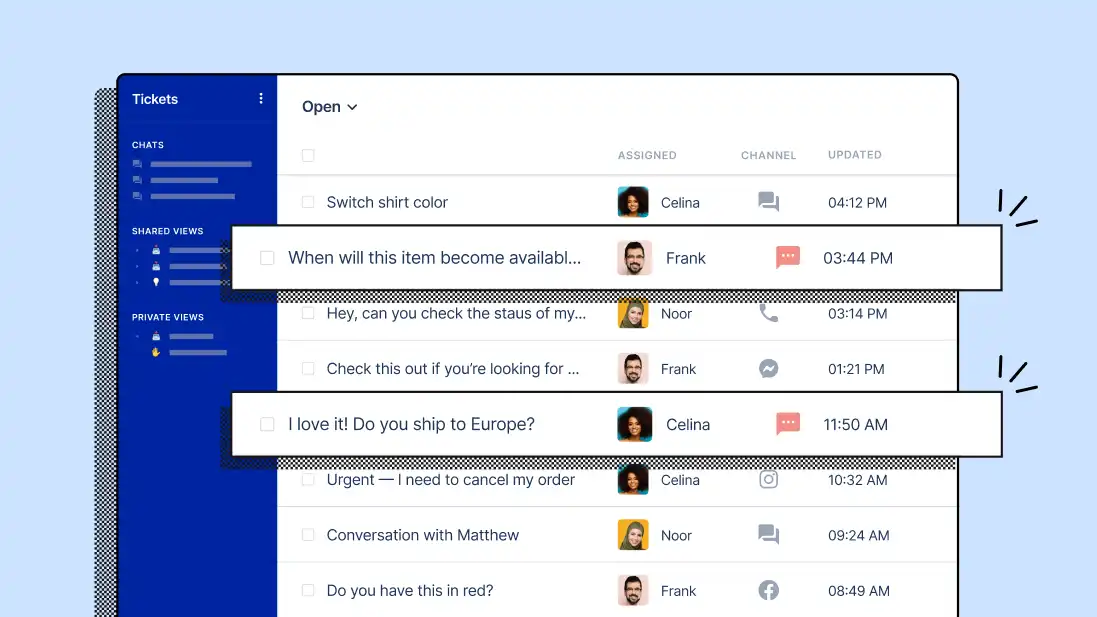 Tickets
CHATS
SHARED VIEWS
PRIVATE VIEWS
Open
ASSIGNED CHANNEL UPDATED
Switch shirt color Celina 04:12 PM
When will this item become availabl... Frank 03:44 PM
Hey, can you check the staus of my... Noor 03:14 PM
Check this out if you’re looking for ... Frank 01:21 PM
I love it! Do you ship to Europe? Celina 11:50 AM
Urgent — I need to cancel my order Celina 10:32 AM
Conversation with Matthew Noor 09:24 AM
Do you have this in red? Frank 08:49 AM